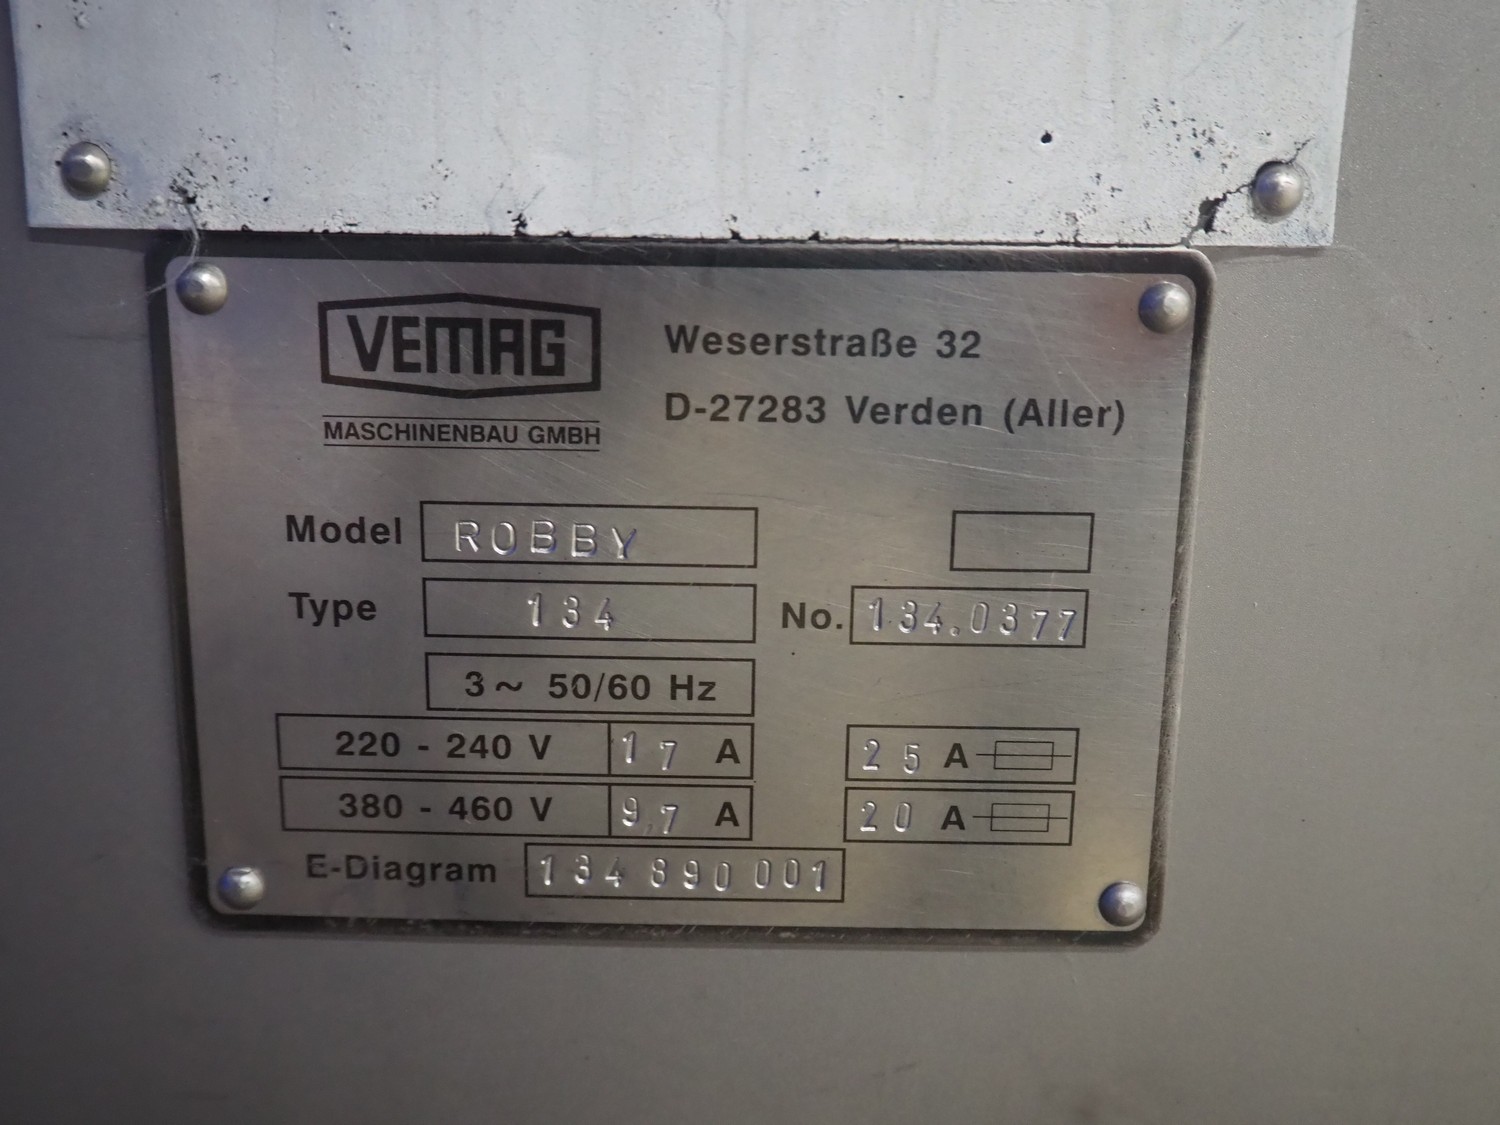 VEMAG
MASCHINENBAU GMBH
Weserstraße 32
D-27283 Verden (Aller)
Model ROBBY
Type 134 No. 134.0377
3~ 50/60 Hz
220 - 240 V 17 A 25 A
380 - 460 V 9,7 A 20 A
E-Diagram 134 890 001